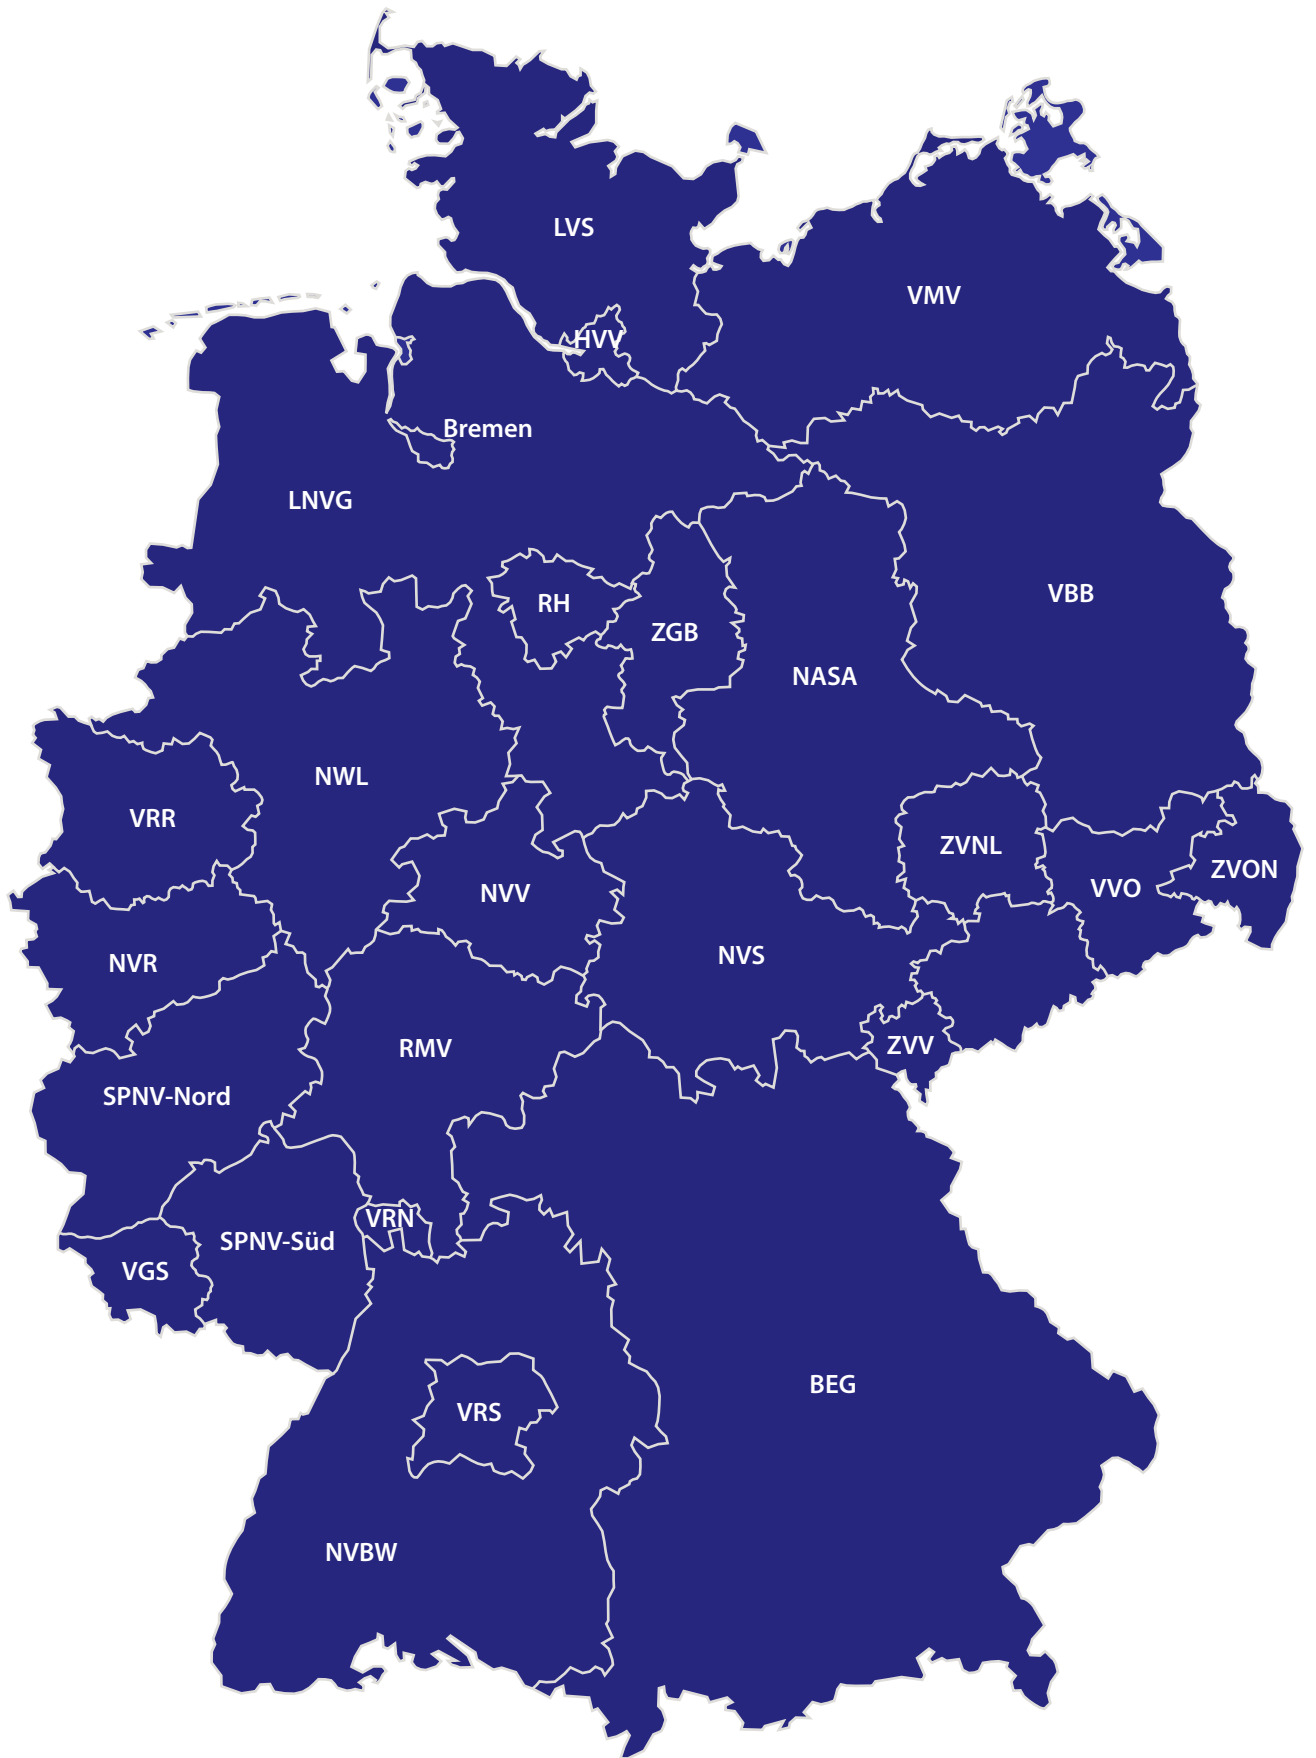 LVS
VMV
HVV
Bremen
LNVG
VBB
RH
ZGB
NASA
NWL
VRR
ZVNL
ZVON
VVO
NVV
NVS
NVR
ZVV
RMV
SPNV-Nord
VRN
SPNV-Süd
VGS
BEG
VRS
NVBW